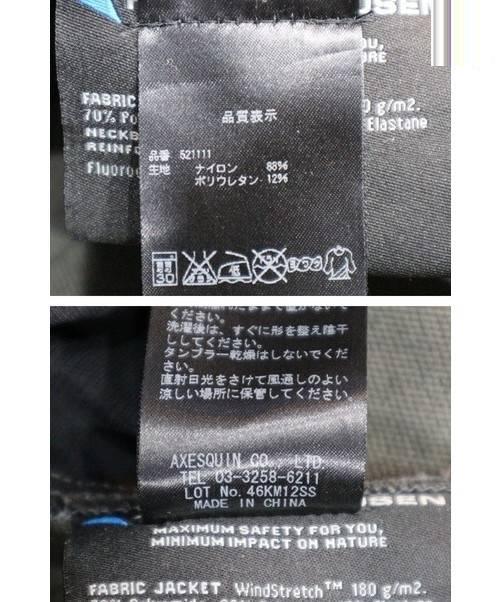 USEN
YOU,
URE
FABRIC
g/m2.
70% Po
Elastane
NECKB
REINF
Fluoro
品質表示
品番 521111
生地 ナイロン 88%
ポリウレタン 12%
30
低
ください。
洗濯後は、すぐに形を整え陰干
ししてください。
タンブラー乾燥はしないでくだ
さい。
直射日光をさけて風通しのよい
涼しい場所に保管してください。
AXESQUIN CO., LTD.
TEL 03-3258-6211
LOT No. 46KM12SS
MADE IN CHINA
USEN
MAXIMUM SAFETY FOR YOU,
MINIMUM IMPACT ON NATURE
FABRIC JACKET WindStretch™ 180 g/m2.